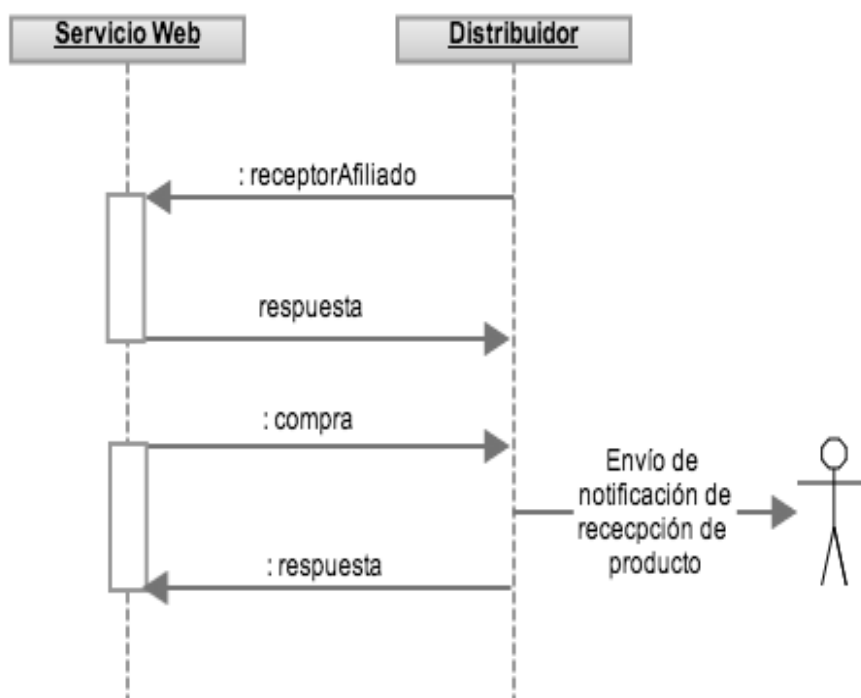 Servicio Web
Distribuidor
: receptorAfiliado
respuesta
: compra
Envío de
notificación de
rececpción de
producto
: respuesta